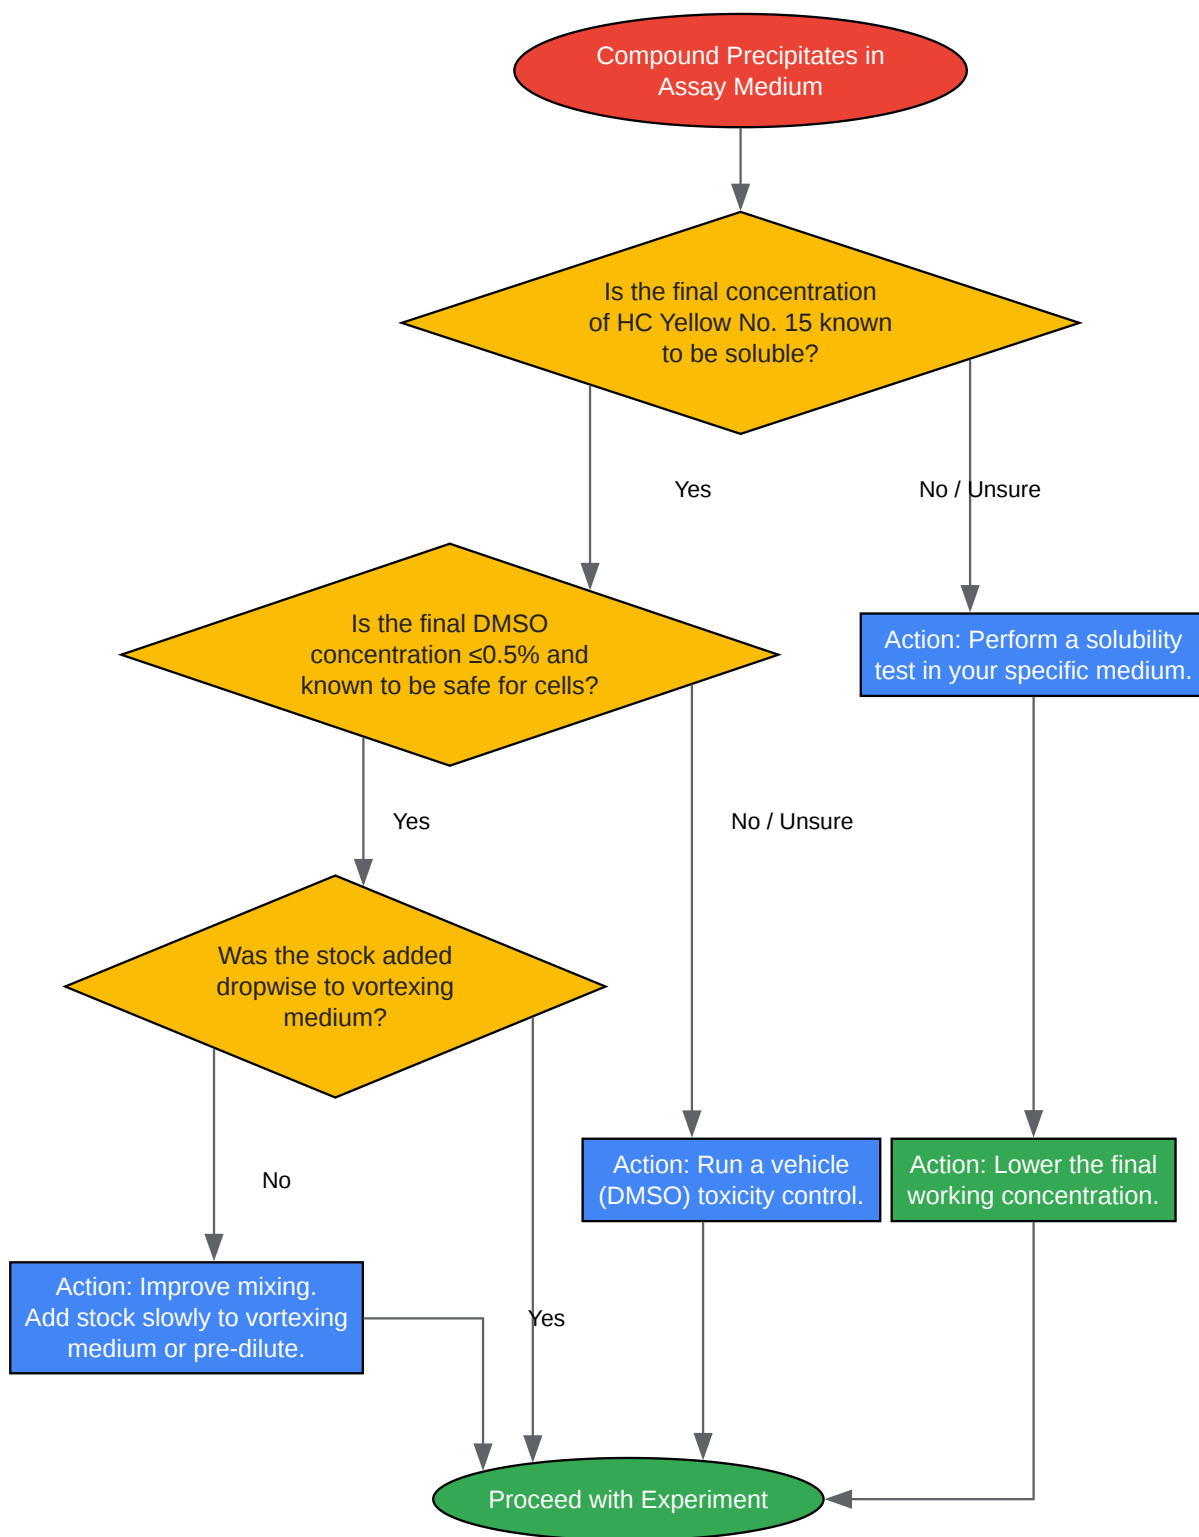 Compound Precipitates in
Assay Medium
Is the final concentration
of HC Yellow No. 15 known
to be soluble?
Yes
No / Unsure
Is the final DMSO
concentration ≤0.5% and
known to be safe for cells?
Action: Perform a solubility
test in your specific medium.
Yes
No / Unsure
Was the stock added
dropwise to vortexing
medium?
No
Action: Run a vehicle
(DMSO) toxicity control.
Action: Lower the final
working concentration.
Action: Improve mixing.
Add stock slowly to vortexing
medium or pre-dilute.
Yes
Proceed with Experiment